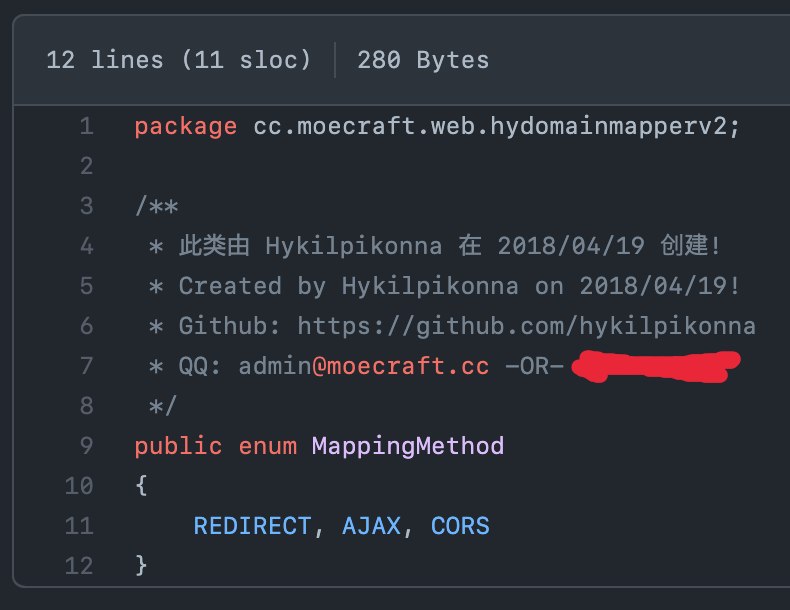 12 lines (11 sloc) 280 Bytes
1 package cc.moecraft.web.hydomainmapperv2;
2
3 /**
4 * 此类由 Hykilpikonna 在 2018/04/19 创建!
5 * Created by Hykilpikonna on 2018/04/19!
6 * Github: https://github.com/hykilpikonna
7 * QQ: admin@moecraft.cc -OR-
8 */
9 public enum MappingMethod
10 {
11 REDIRECT, AJAX, CORS
12 }